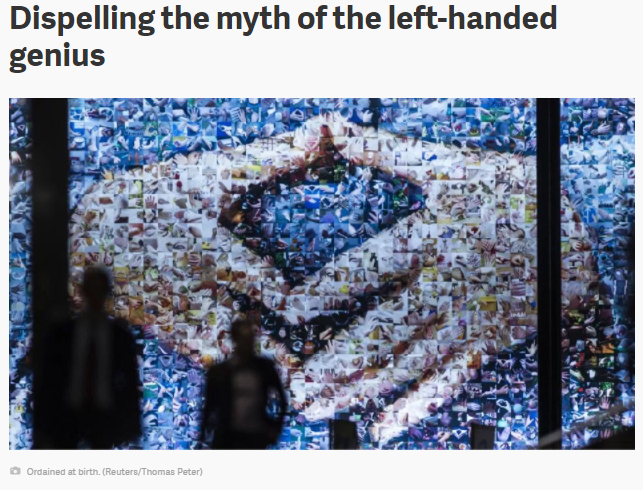 Dispelling the myth of the left-handed
genius
Ordained at birth. (Reuters/Thomas Peter)